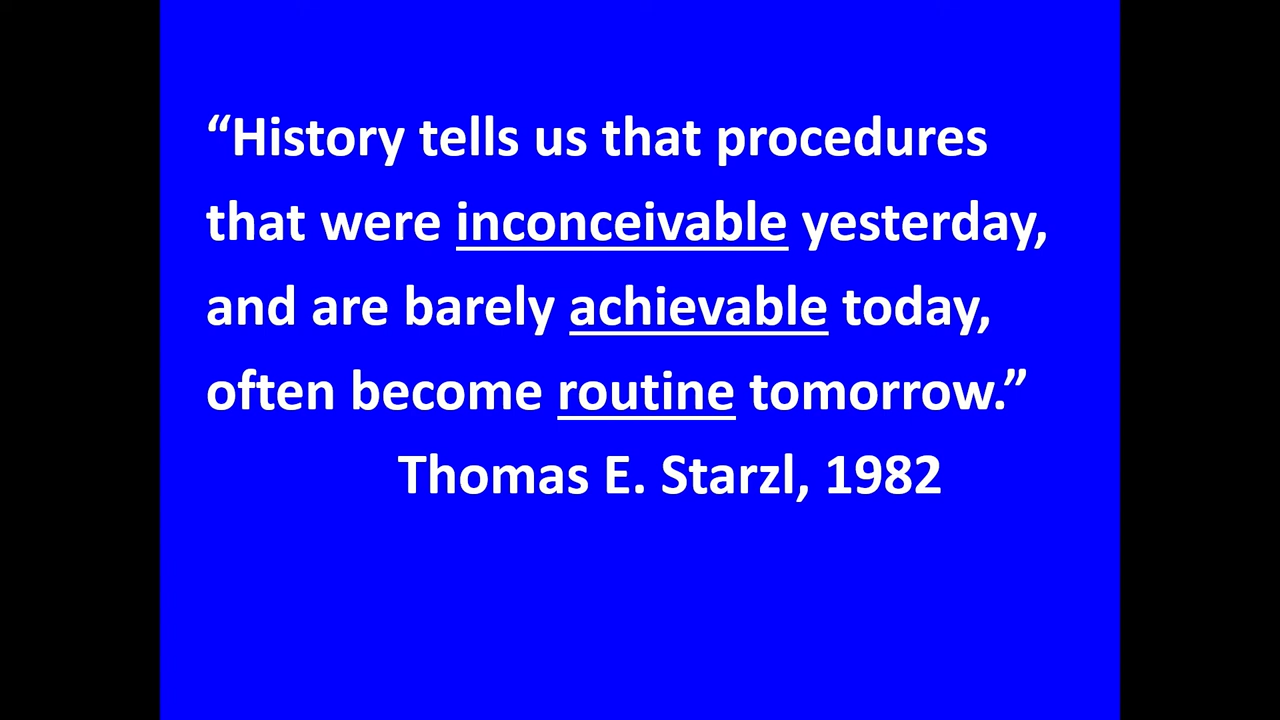 “History tells us that procedures
that were inconceivable yesterday,
and are barely achievable today,
often become routine tomorrow.”
Thomas E. Starzl, 1982